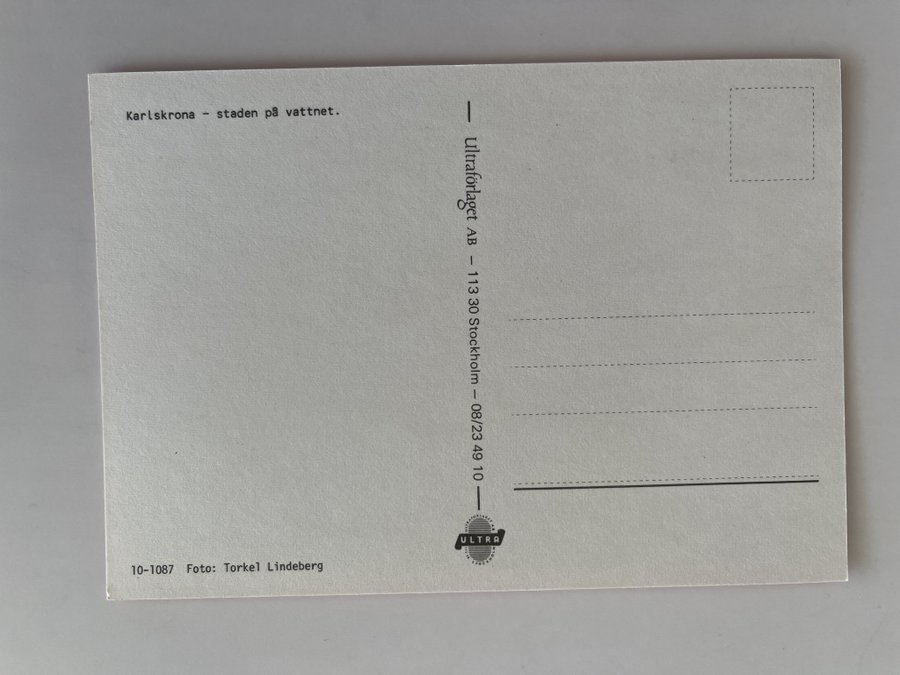 Karlskrona – staden på vattnet.
Ultraförlaget AB – 113 30 Stockholm – 08/23 49 10
ULTRA
10-1087 Foto: Torkel Lindeberg